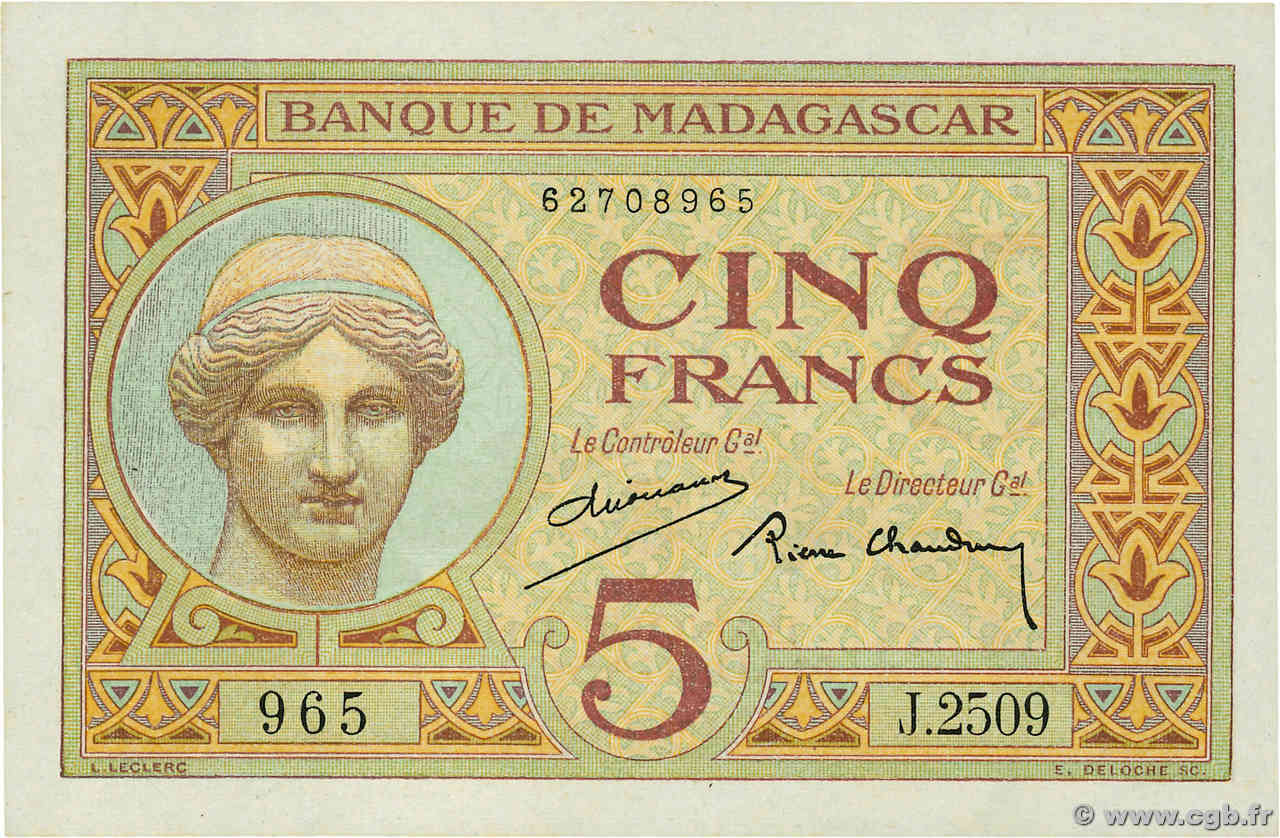 BANQUE DE MADAGASCAR
62708965
CINQ
FRANCS
Le Contrôleur Gal.
Le Directeur Gal.
Pierre
5
965
J.2509
L. LECLERC
E. DELOCHE SC.
© www.cgb.fr